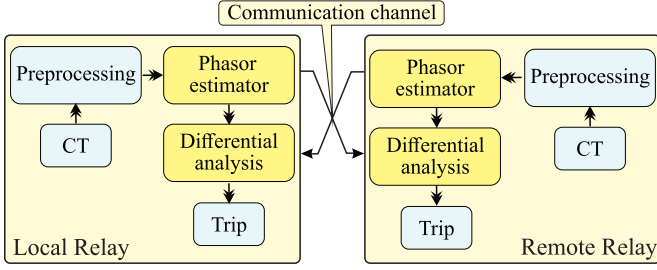 Communication channel
Preprocessing
Phasor
estimator
CT
Differential
analysis
Trip
Local Relay
Phasor
estimator
Preprocessing
Differential
analysis
CT
Trip
Remote Relay